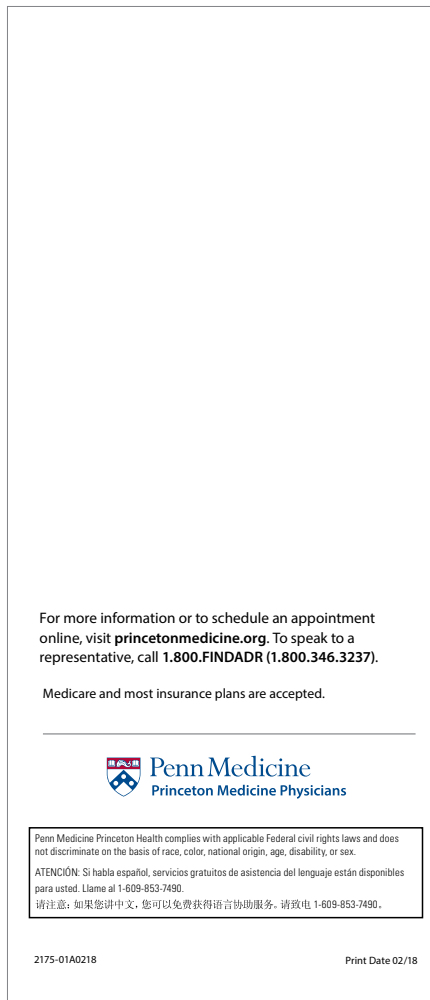 For more information or to schedule an appointment
online, visit princetonmedicine.org. To speak to a
representative, call 1.800.FINDADR (1.800.346.3237).
Medicare and most insurance plans are accepted.
Penn Medicine
Princeton Medicine Physicians
Penn Medicine Princeton Health complies with applicable Federal civil rights laws and does
not discriminate on the basis of race, color, national origin, age, disability, or sex.
ATENCIÓN: Si habla español, servicios gratuitos de asistencia del lenguaje están disponibles
para usted. Llame al 1-609-853-7490.
请注意：如果您讲中文，您可以免费获得语言协助服务。请致电 1-609-853-7490。
2175-01A0218
Print Date 02/18